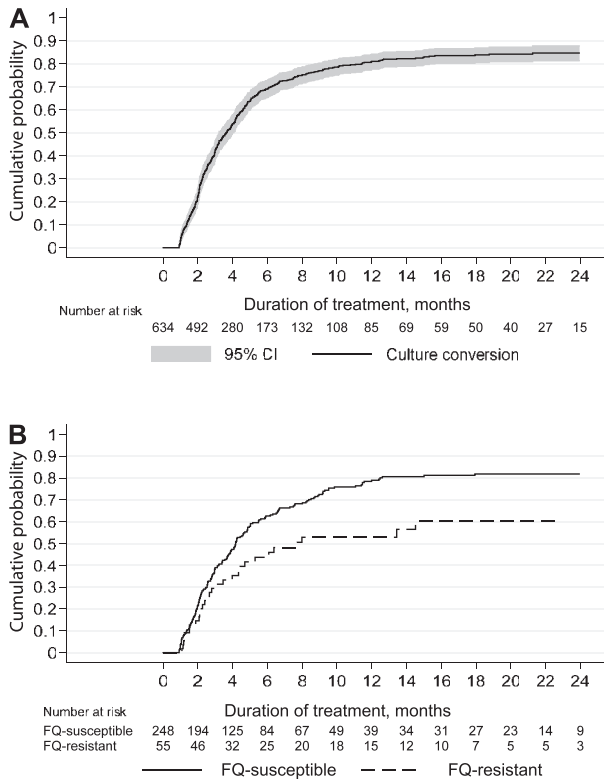 A
Cumulative probability
1
0.9
0.8
0.7
0.6
0.5
0.4
0.3
0.2
0.1
0
0 2 4 6 8 10 12 14 16 18 20 22 24
Duration of treatment, months
Number at risk
634 492 280 173 132 108 85 69 59 50 40 27 15
95% CI Culture conversion
B
Cumulative probability
1
0.9
0.8
0.7
0.6
0.5
0.4
0.3
0.2
0.1
0
0 2 4 6 8 10 12 14 16 18 20 22 24
Duration of treatment, months
Number at risk
FQ-susceptible 248 194 125 84 67 49 39 34 31 27 23 14 9
FQ-resistant 55 46 32 25 20 18 15 12 10 7 5 5 3
FQ-susceptible FQ-resistant